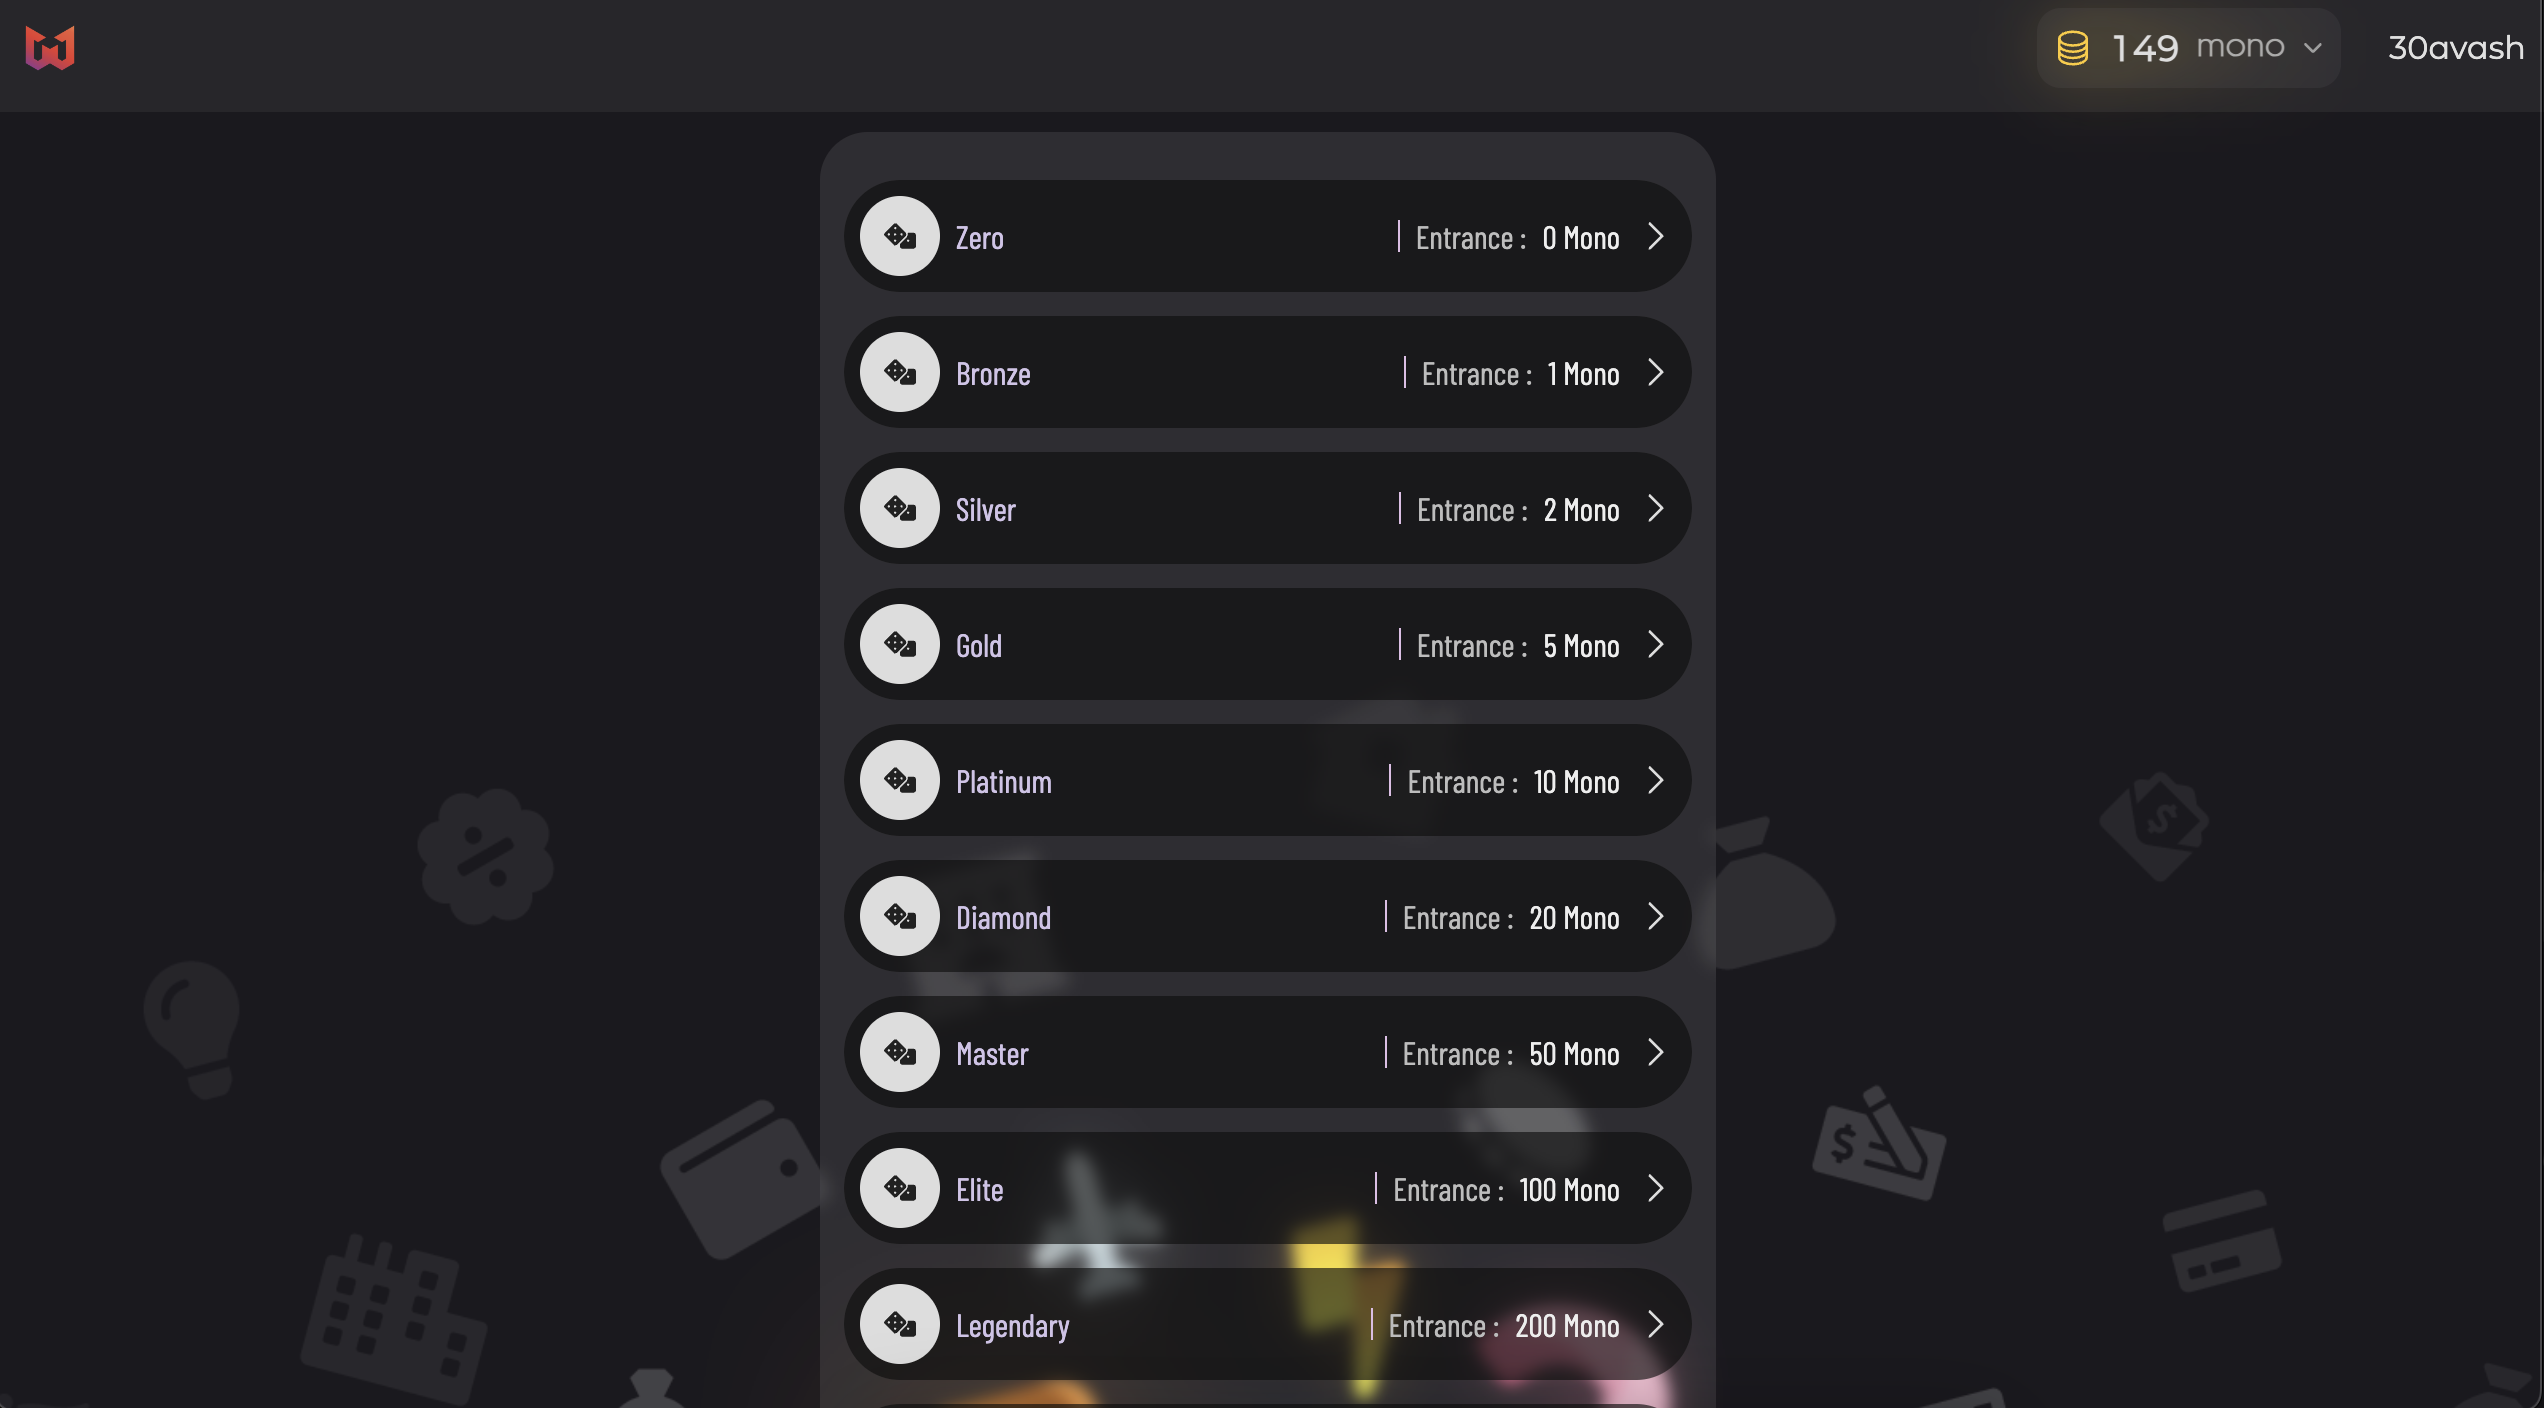 149 mono 30avash
Zero Entrance : 0 Mono
Bronze Entrance : 1 Mono
Silver Entrance : 2 Mono
Gold Entrance : 5 Mono
Platinum Entrance : 10 Mono
Diamond Entrance : 20 Mono
Master Entrance : 50 Mono
Elite Entrance : 100 Mono
Legendary Entrance : 200 Mono